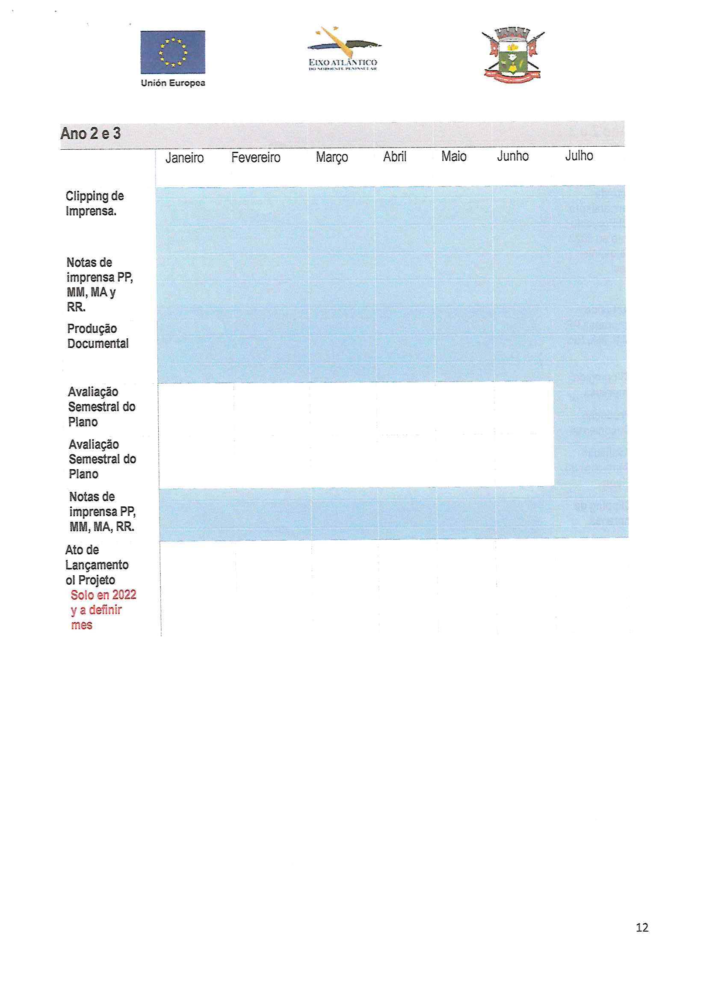 Unión Europea
EIXO ATLÂNTICO
DO NOROESTE PENINSULAR
Ano 2 e 3
Janeiro Fevereiro Março Abril Maio Junho Julho
Clipping de
Imprensa.
Notas de
imprensa PP,
MM, MA y
RR.
Produção
Documental
Avaliação
Semestral do
Plano
Avaliação
Semestral do
Plano
Notas de
imprensa PP,
MM, MA, RR.
Ato de
Lançamento
ol Projeto
Solo en 2022
y a definir
mes
12